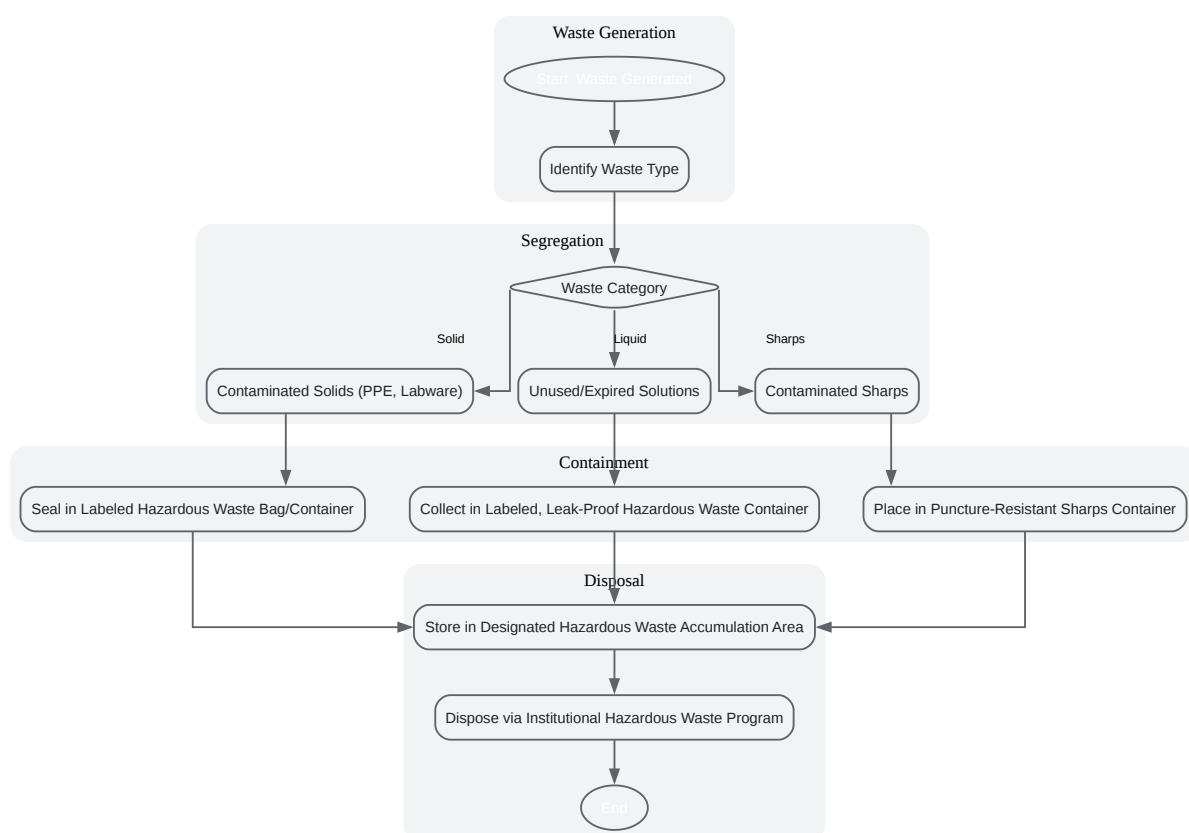 Waste Generation
Start  Waste Generated
Identify Waste Type
Segregation
Waste Category
Solid
Liquid
Sharps
Contaminated Solids (PPE, Labware)
Unused/Expired Solutions
Contaminated Sharps
Containment
Seal in Labeled Hazardous Waste Bag/Container
Collect in Labeled, Leak-Proof Hazardous Waste Container
Place in Puncture-Resistant Sharps Container
Disposal
Store in Designated Hazardous Waste Accumulation Area
Dispose via Institutional Hazardous Waste Program
End